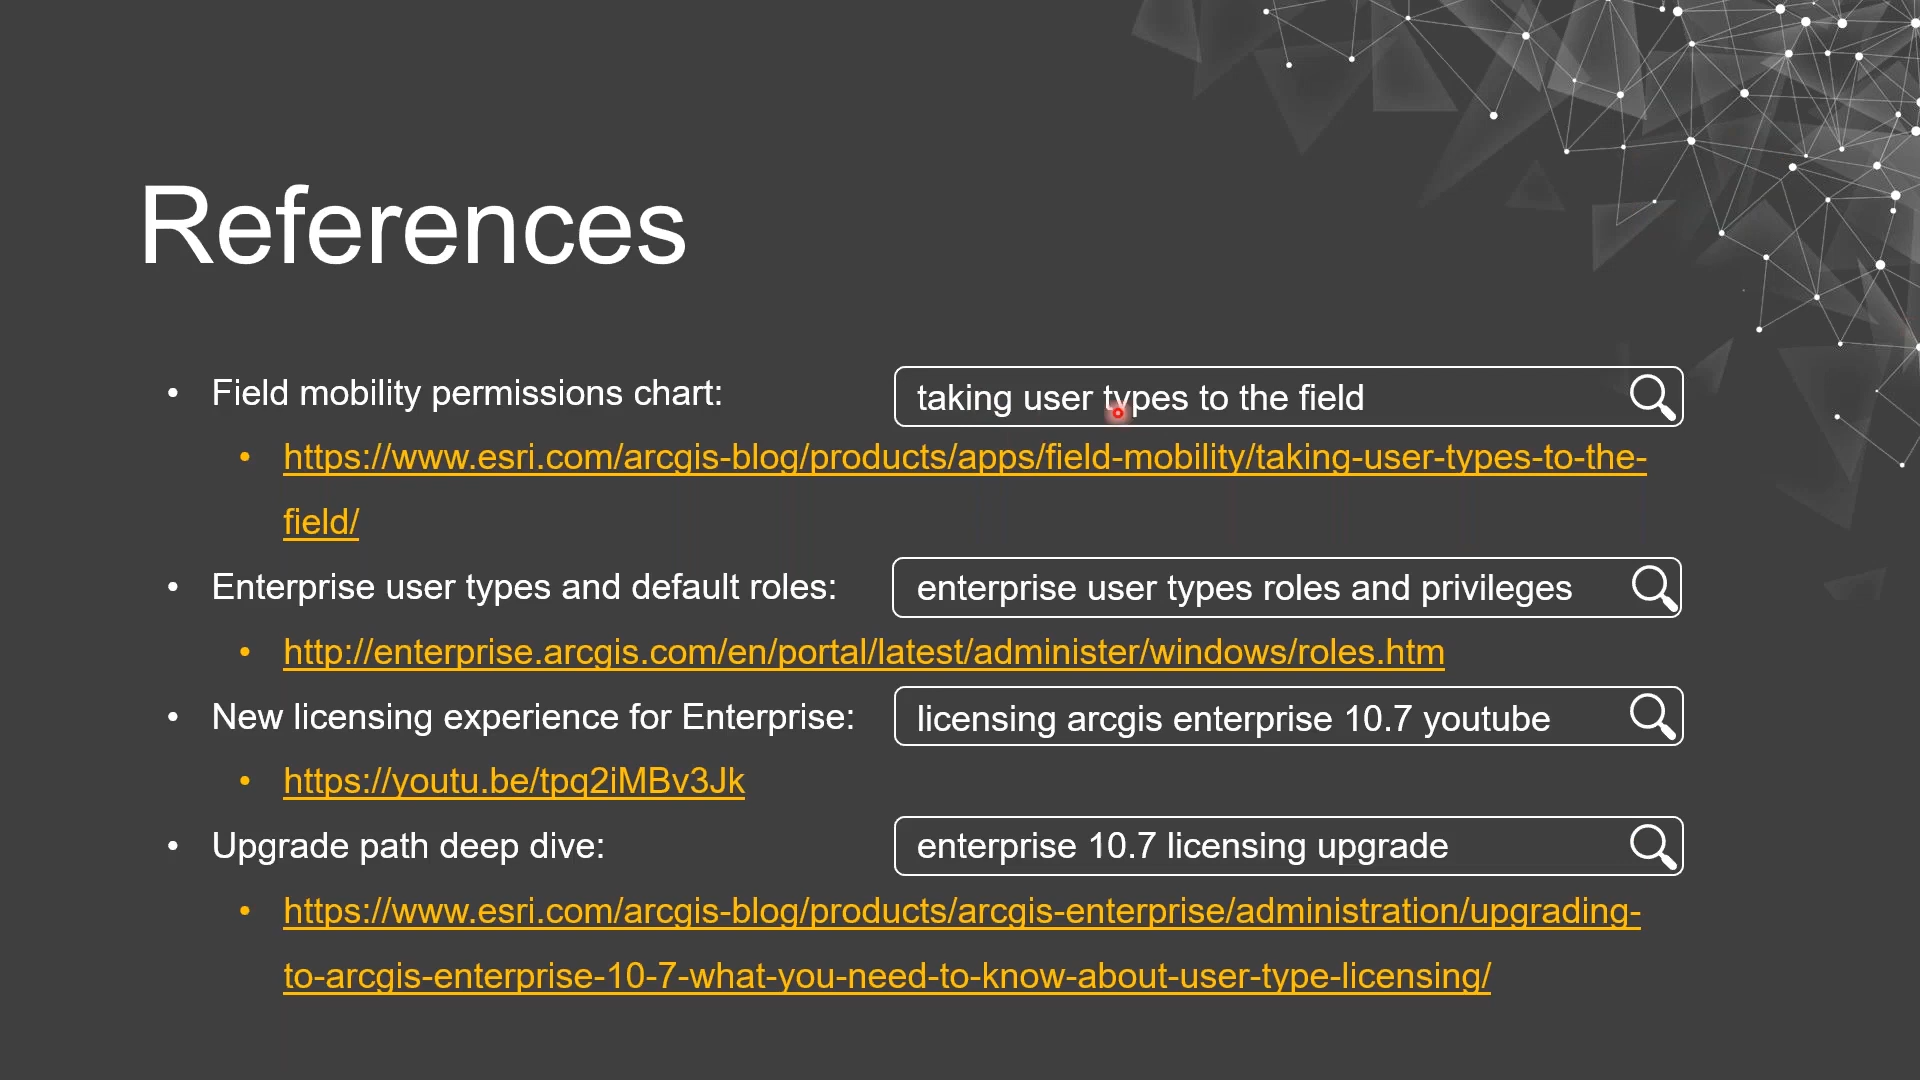 References
• Field mobility permissions chart: taking user types to the field
• https://www.esri.com/arcgis-blog/products/apps/field-mobility/taking-user-types-to-the-
field/
• Enterprise user types and default roles: enterprise user types roles and privileges
• http://enterprise.arcgis.com/en/portal/latest/administer/windows/roles.htm
• New licensing experience for Enterprise: licensing arcgis enterprise 10.7 youtube
• https://youtu.be/tpq2iMBv3Jk
• Upgrade path deep dive: enterprise 10.7 licensing upgrade
• https://www.esri.com/arcgis-blog/products/arcgis-enterprise/administration/upgrading-
to-arcgis-enterprise-10-7-what-you-need-to-know-about-user-type-licensing/